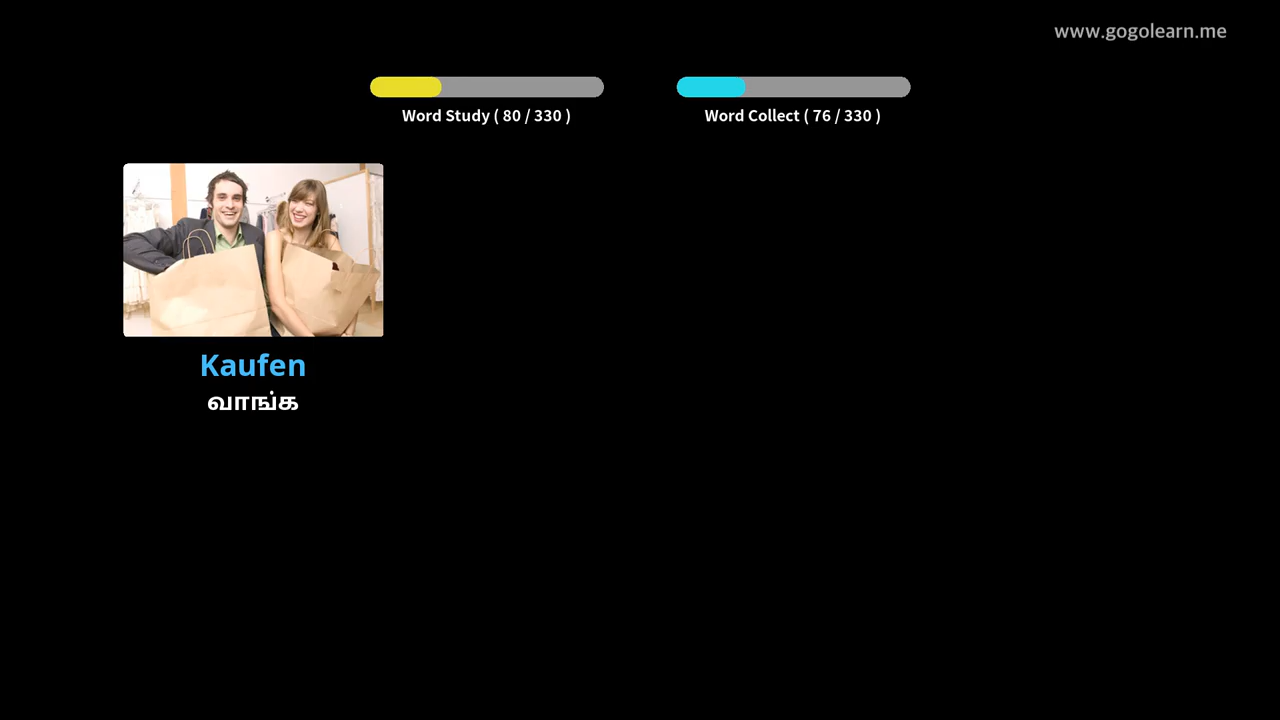 www.gogolearn.me
Word Study ( 80 / 330 )
Word Collect ( 76 / 330 )
Kaufen
வாங்க